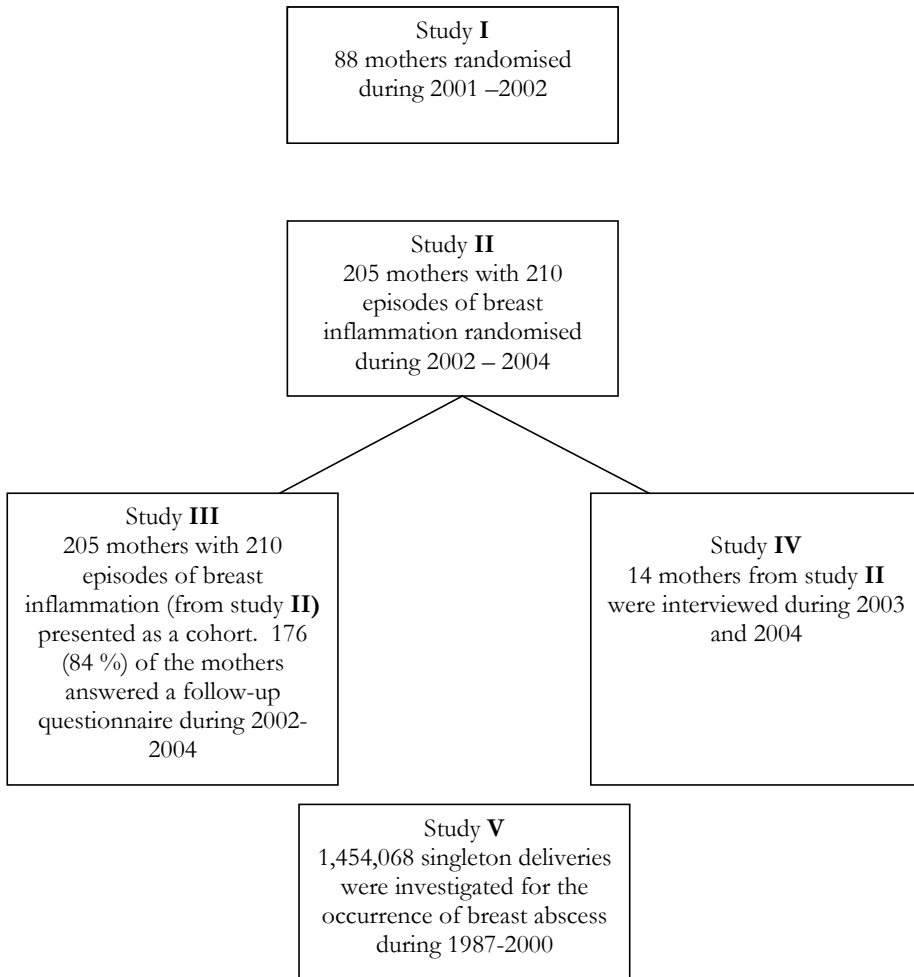 Study I
88 mothers randomised
during 2001 –2002
Study II
205 mothers with 210
episodes of breast
inflammation randomised
during 2002 – 2004
Study III
205 mothers with 210
episodes of breast
inflammation (from study II)
presented as a cohort.  176
(84 %) of the mothers
answered a follow-up
questionnaire during 2002-
2004
Study IV
14 mothers from study II
were interviewed during 2003
and 2004
Study V
1,454,068 singleton deliveries
were investigated for the
occurrence of breast abscess
during 1987-2000